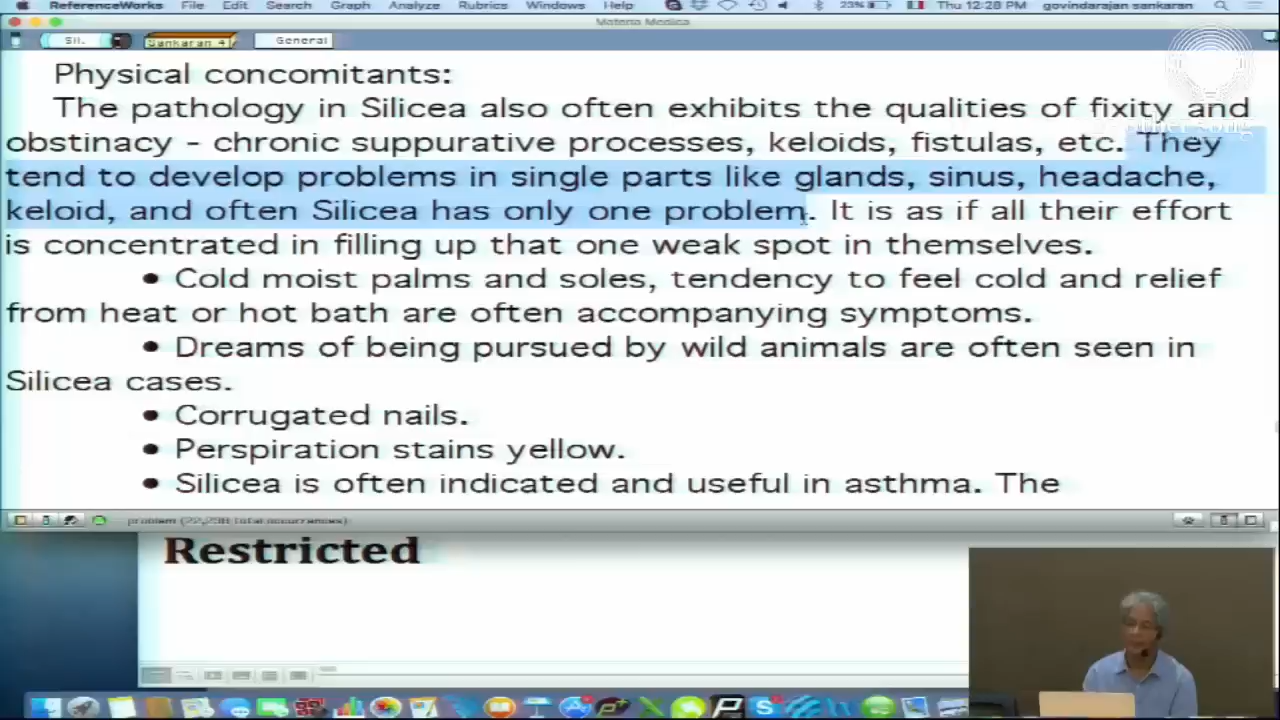 ReferenceWorks File Edit Search Graph Analyze Rubrics Windows Help 23% Thu 12:28 PM govindarajan sankaran
Materia Medica
Sil. Sankaran 4 General
Physical concomitants:
The pathology in Silicea also often exhibits the qualities of fixity and
obstinacy - chronic suppurative processes, keloids, fistulas, etc. They
tend to develop problems in single parts like glands, sinus, headache,
keloid, and often Silicea has only one problem. It is as if all their effort
is concentrated in filling up that one weak spot in themselves.
• Cold moist palms and soles, tendency to feel cold and relief
from heat or hot bath are often accompanying symptoms.
• Dreams of being pursued by wild animals are often seen in
Silicea cases.
• Corrugated nails.
• Perspiration stains yellow.
• Silicea is often indicated and useful in asthma. The
problem (22,298 total occurrences)
Restricted